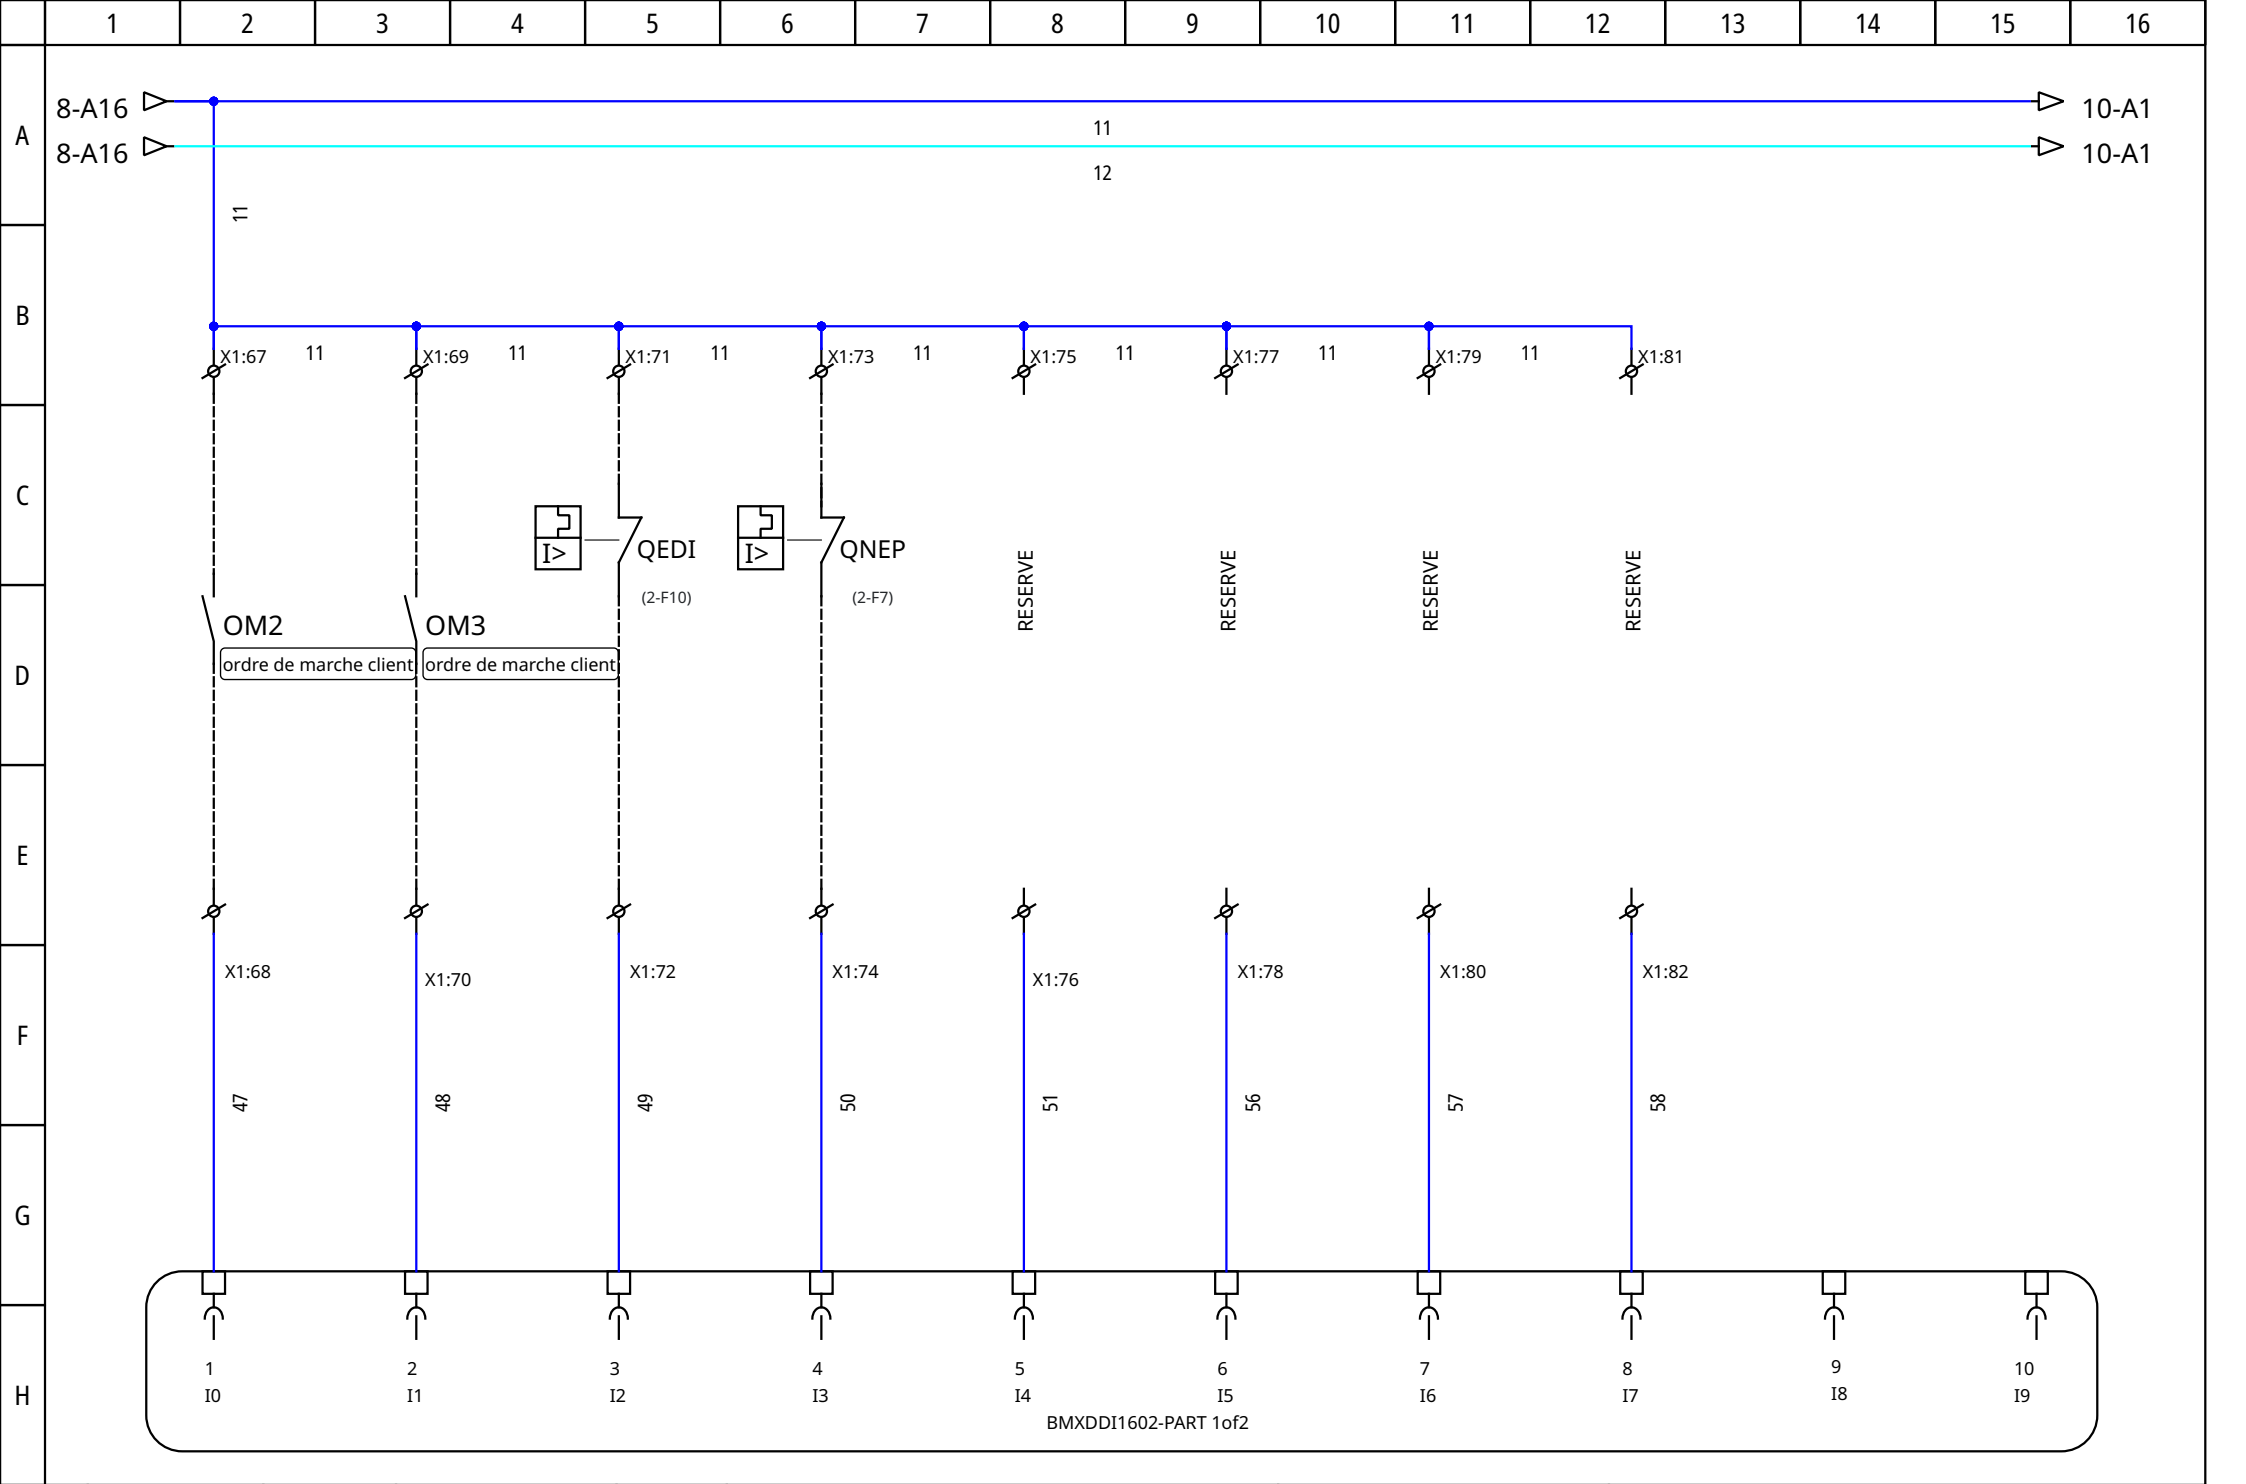 1 2 3 4 5 6 7 8 9 10 11 12 13 14 15 16
A
8-A16 10-A1
11
8-A16 10-A1
12
11
B
X1:67 11 X1:69 11 X1:71 11 X1:73 11 X1:75 11 X1:77 11 X1:79 11 X1:81
C
I> QEDI I> QNEP
(2-F10) (2-F7)
RESERVE RESERVE RESERVE RESERVE
OM2 OM3
ordre de marche client ordre de marche client
D
E
X1:68 X1:70 X1:72 X1:74 X1:76 X1:78 X1:80 X1:82
F
47 48 49 50 51 56 57 58
G
1 2 3 4 5 6 7 8 9 10
H
I0 I1 I2 I3 I4 I5 I6 I7 I8 I9
BMXDDI1602-PART 1of2